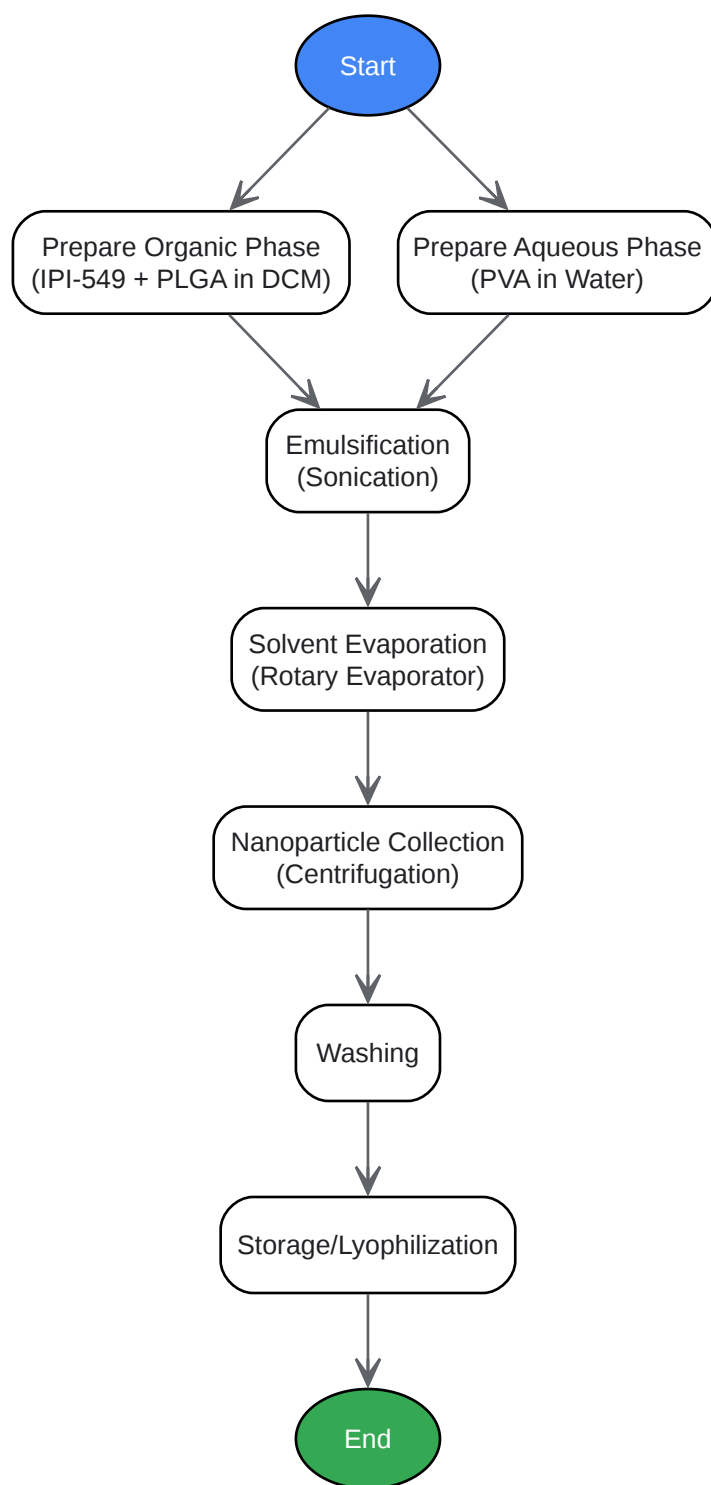 Start
Prepare Organic Phase
(IPI-549 + PLGA in DCM)
Prepare Aqueous Phase
(PVA in Water)
Emulsification
(Sonication)
Solvent Evaporation
(Rotary Evaporator)
Nanoparticle Collection
(Centrifugation)
Washing
Storage/Lyophilization
End